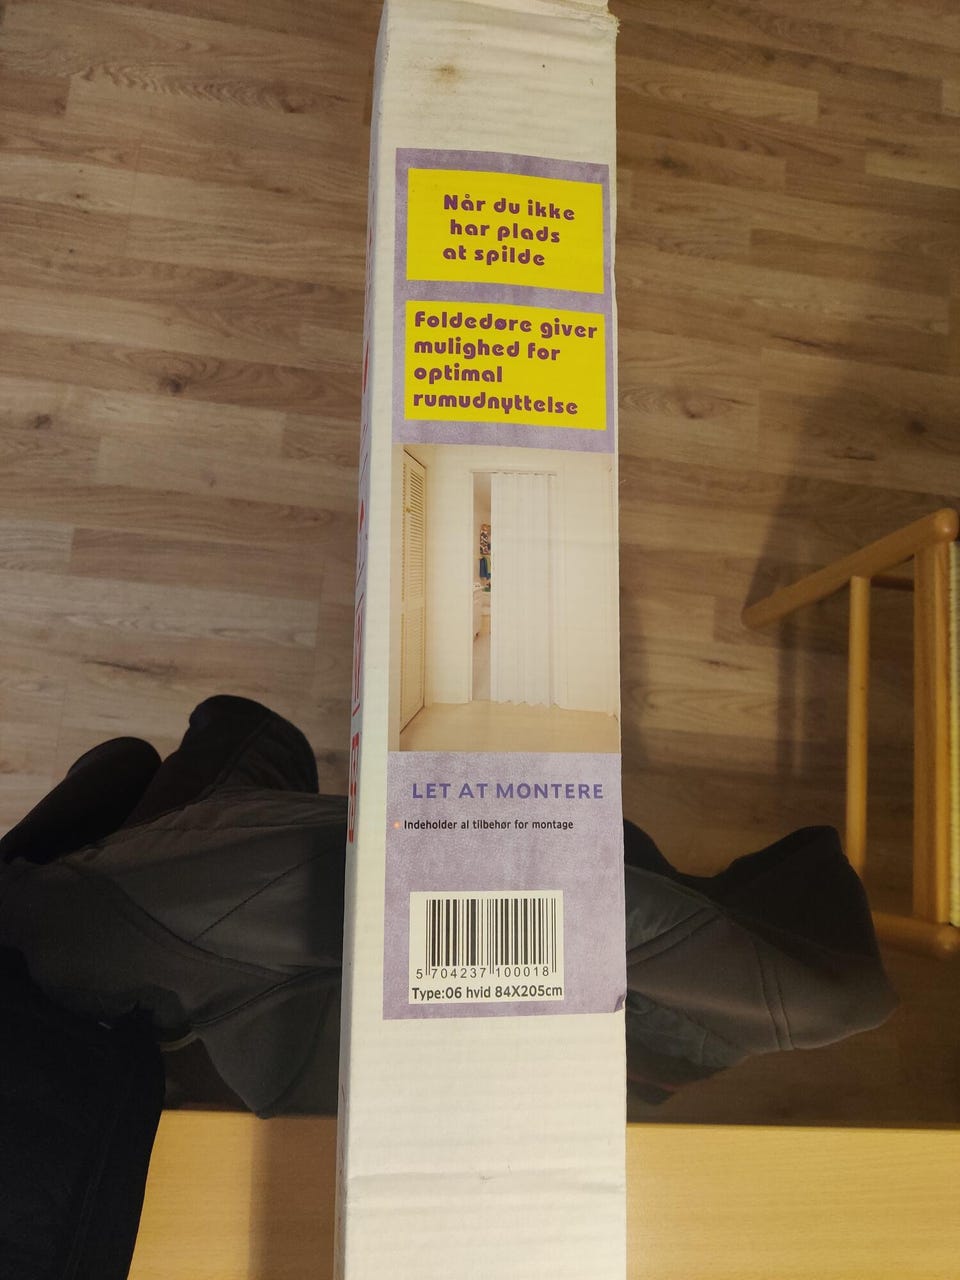 Når du ikke
har plads
at spilde
Foldedøre giver
mulighed for
optimal
rumudnyttelse
LET AT MONTERE
Indeholder al tilbehør for montage
5 704237 100018
Type:06 hvid 84X205cm